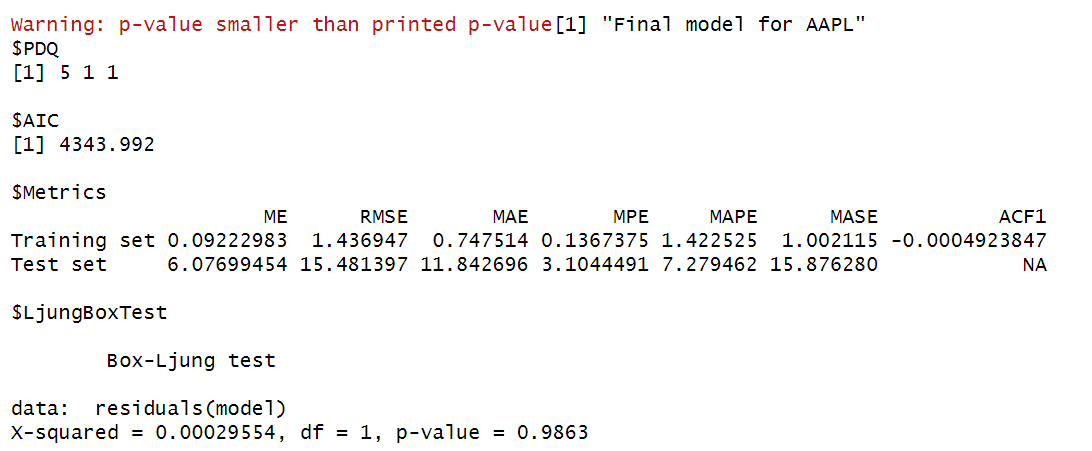 Warning: p-value smaller than printed p-value[1] "Final model for AAPL"
$PDQ
[1] 5 1 1
$AIC
[1] 4343.992
$Metrics
ME RMSE MAE MPE MAPE MASE ACF1
Training set 0.09222983 1.436947 0.747514 0.1367375 1.422525 1.002115 -0.0004923847
Test set 6.07699454 15.481397 11.842696 3.1044491 7.279462 15.876280 NA
$LjungBoxTest
Box-Ljung test
data: residuals(model)
X-squared = 0.00029554, df = 1, p-value = 0.9863